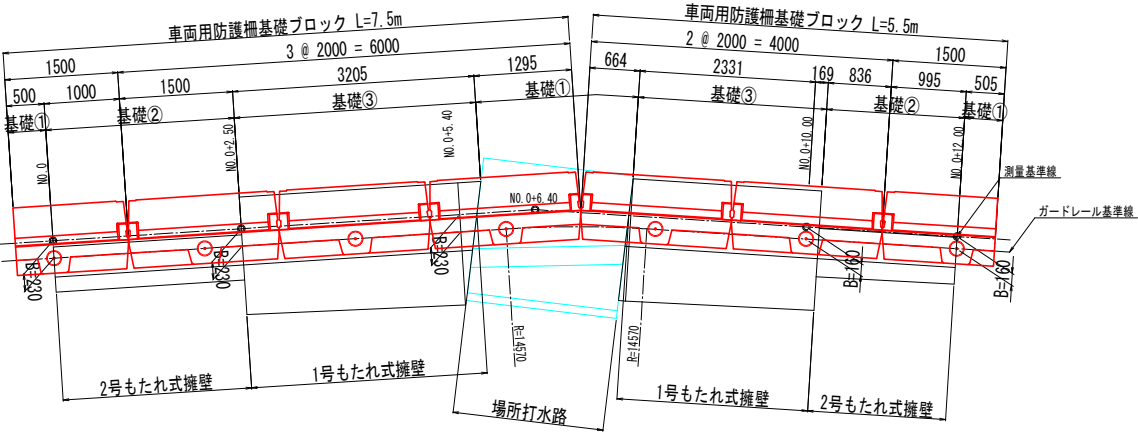 車両用防護柵基礎ブロック L=7.5m
3 @ 2000 = 6000
1500
500
1000
1500
3205
1295
基礎①
基礎②
基礎③
基礎①
車両用防護柵基礎ブロック L=5.5m
2 @ 2000 = 4000
1500
664
2331
169
836
995
505
基礎③
基礎②
基礎①
NO.0
NO.0+2.50
NO.0+5.40
NO.0+6.40
NO.0+10.00
NO.0+12.00
測量基準線
ガードレール基準線
B=230
B=230
B=230
B=160
B=160
R=14570
R=14570
2号もたれ式擁壁
1号もたれ式擁壁
場所打水路
1号もたれ式擁壁
2号もたれ式擁壁